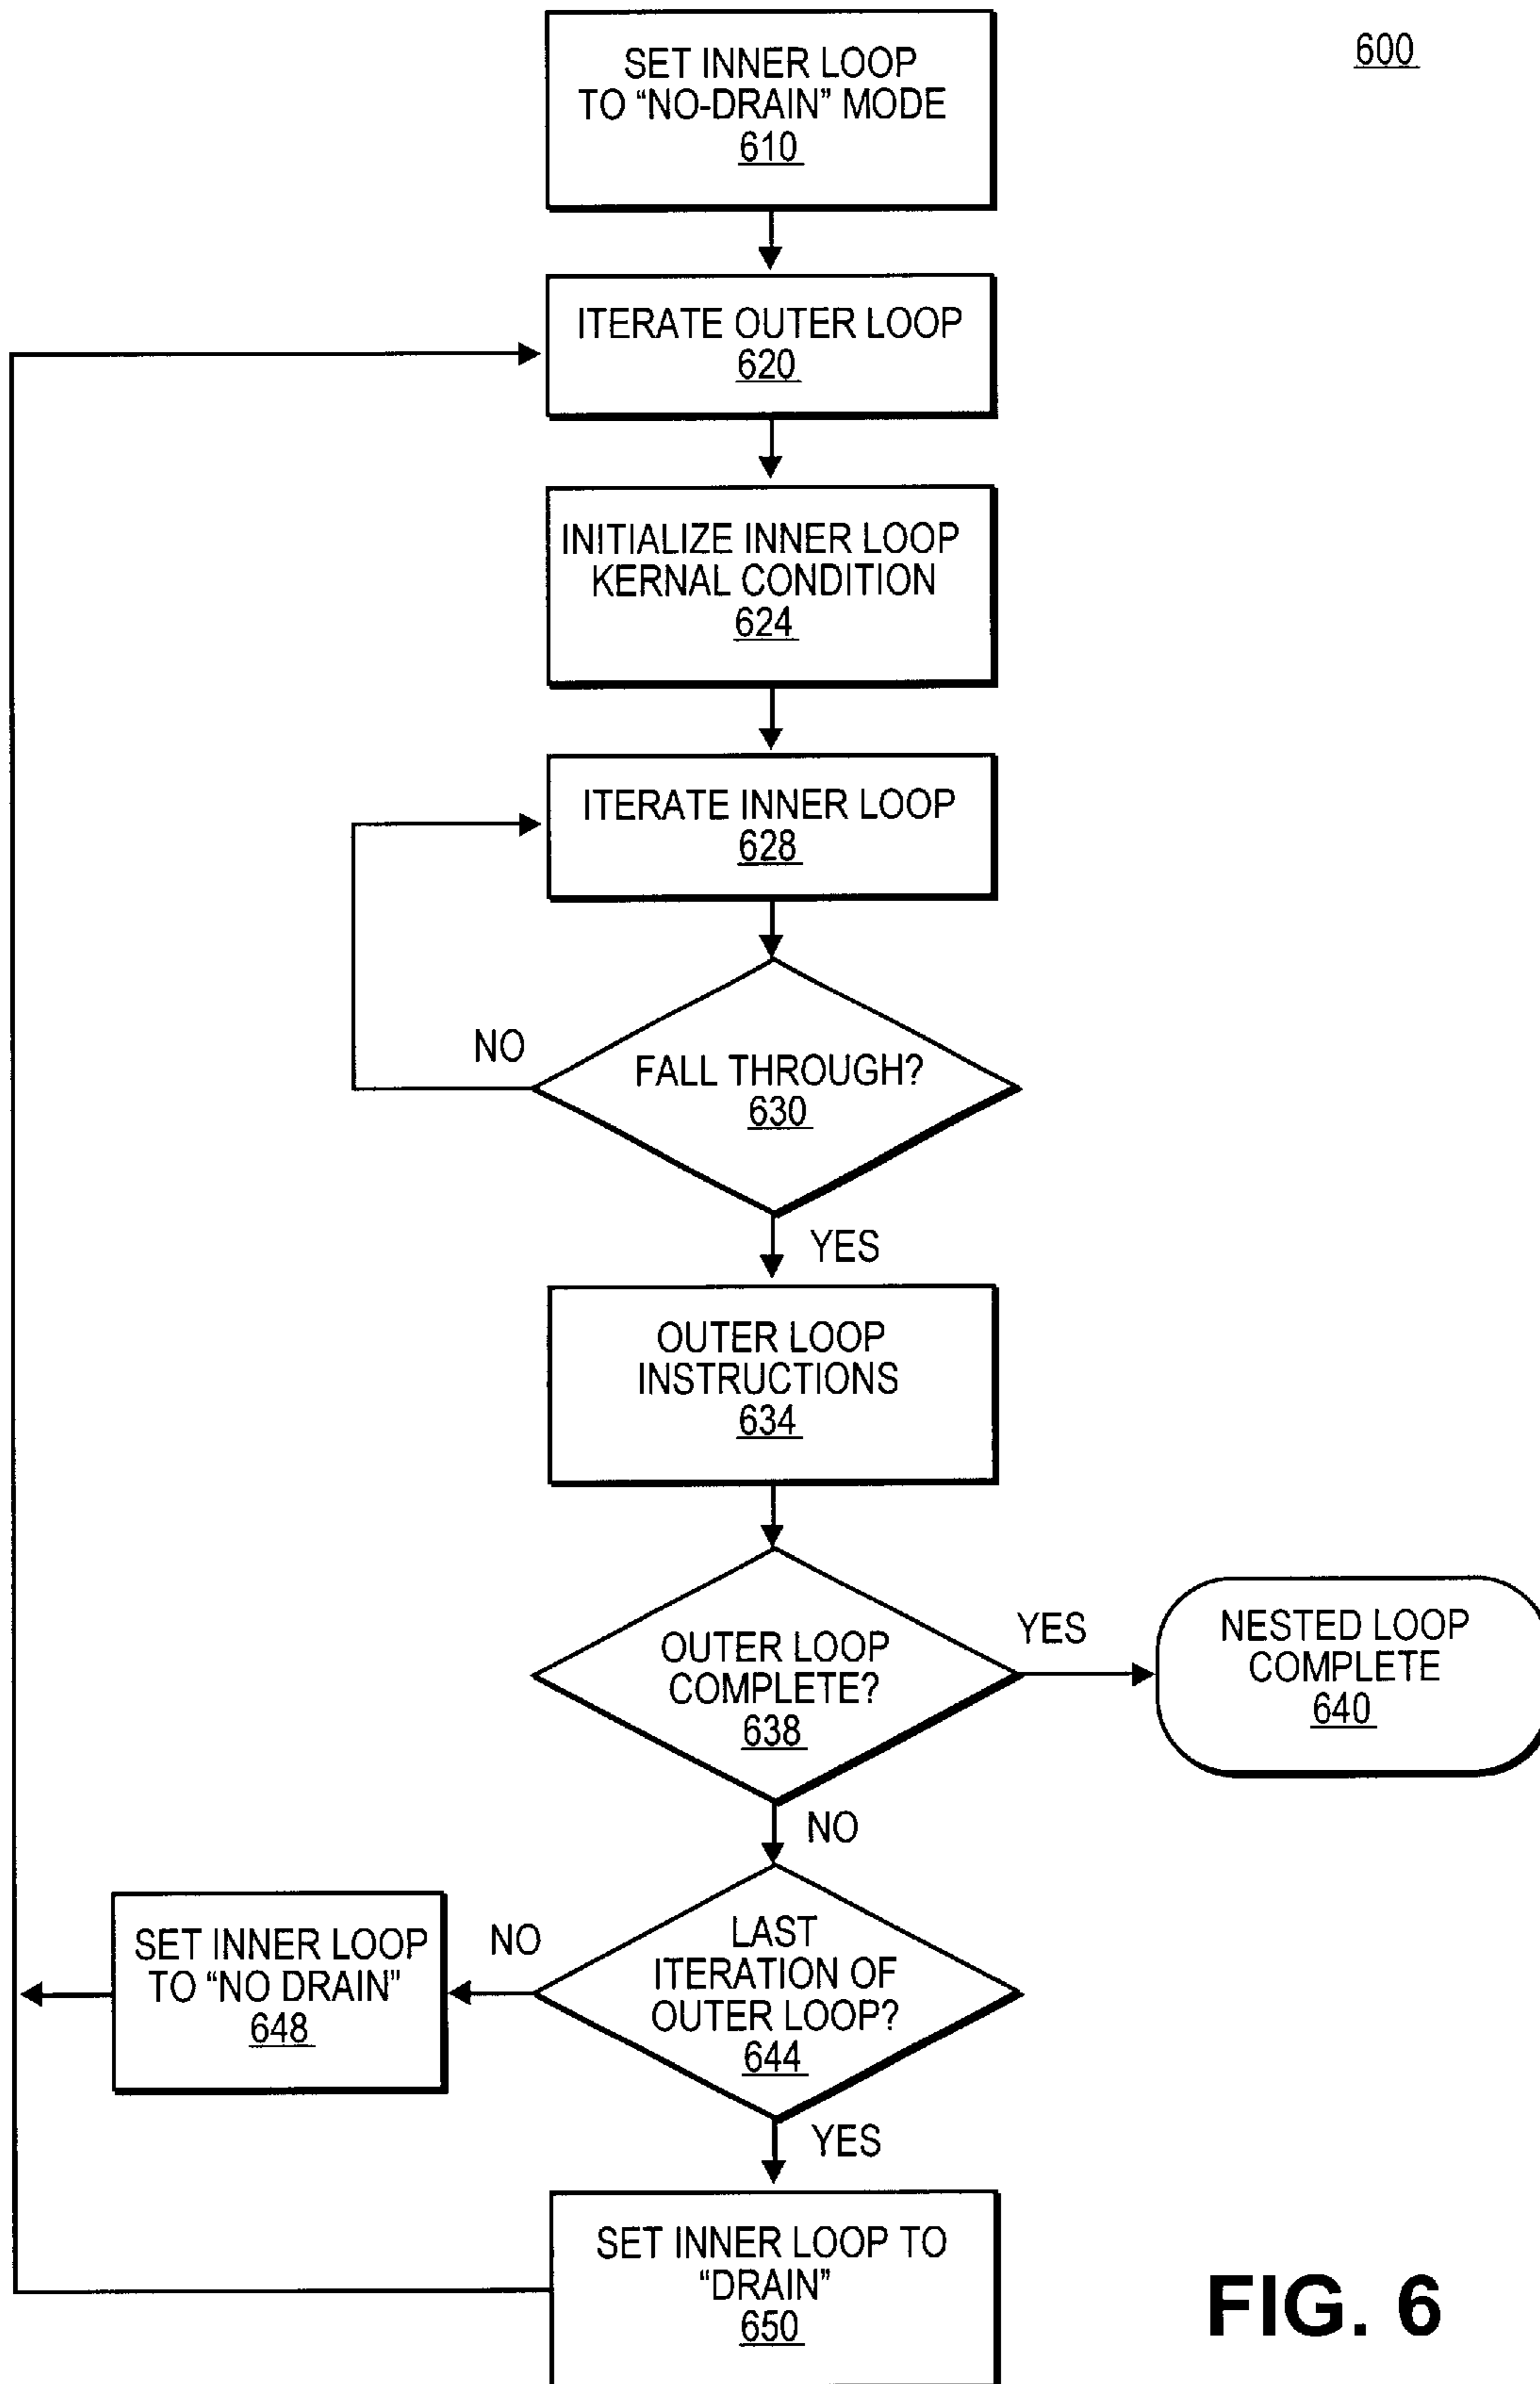 600
SET INNER LOOP
TO “NO-DRAIN” MODE
610
ITERATE OUTER LOOP
620
INITIALIZE INNER LOOP
KERNAL CONDITION
624
ITERATE INNER LOOP
628
NO
FALL THROUGH?
630
YES
OUTER LOOP
INSTRUCTIONS
634
OUTER LOOP
COMPLETE?
638
YES
NESTED LOOP
COMPLETE
640
NO
LAST
ITERATION OF
OUTER LOOP?
644
NO
SET INNER LOOP
TO “NO DRAIN”
648
YES
SET INNER LOOP TO
“DRAIN”
650
FIG. 6